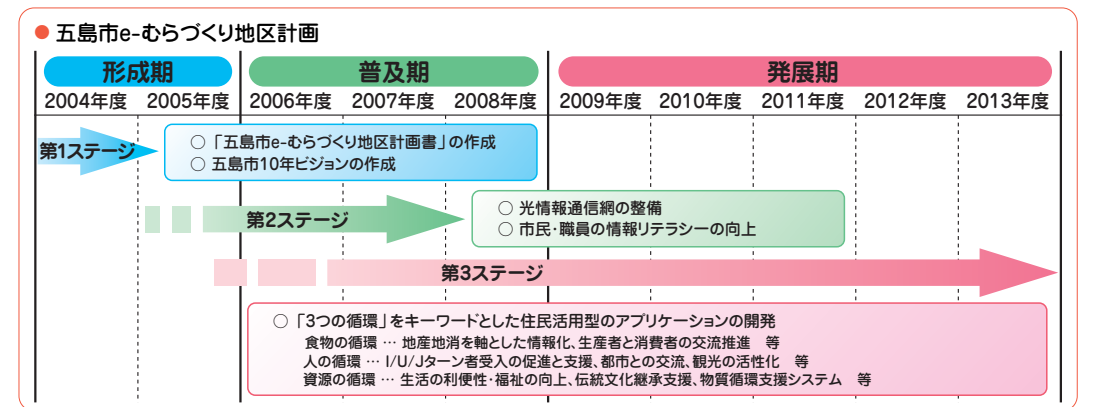 ● 五島市e-むらづくり地区計画
形成期 普及期 発展期
2004年度 2005年度 2006年度 2007年度 2008年度 2009年度 2010年度 2011年度 2012年度 2013年度
第1ステージ
○ 「五島市e-むらづくり地区計画書」の作成
○ 五島市10年ビジョンの作成
第2ステージ
○ 光情報通信網の整備
○ 市民・職員の情報リテラシーの向上
第3ステージ
○ 「3つの循環」をキーワードとした住民活用型のアプリケーションの開発
食物の循環 … 地産地消を軸とした情報化、生産者と消費者の交流推進 等
人の循環 … I/U/Jターン者受入の促進と支援、都市との交流、観光の活性化 等
資源の循環 … 生活の利便性・福祉の向上、伝統文化継承支援、物質循環支援システム 等